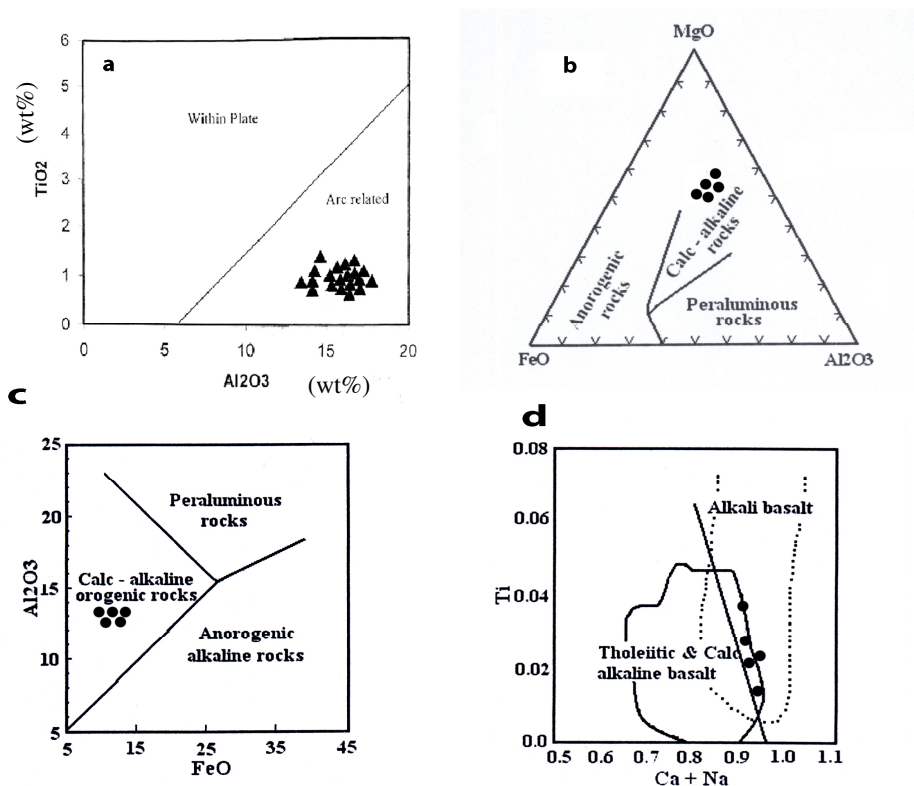 a
6
5
4
3
2
1
0
TiO2
(wt%)
Within Plate
Arc related
0
5
10
15
20
Al2O3
(wt%)
b
MgO
Anorogenic
rocks
Calc - alkaline
rocks
Peraluminous
rocks
FeO
Al2O3
c
25
20
15
10
5
Al2O3
Peraluminous
rocks
Calc - alkaline
orogenic rocks
Anorogenic
alkaline rocks
5
15
25
35
45
FeO
d
0.08
0.06
0.04
0.02
0.0
Ti
Alkali basalt
Tholeiitic & Calc
alkaline basalt
0.5
0.6
0.7
0.8
0.9
1.0
1.1
Ca + Na